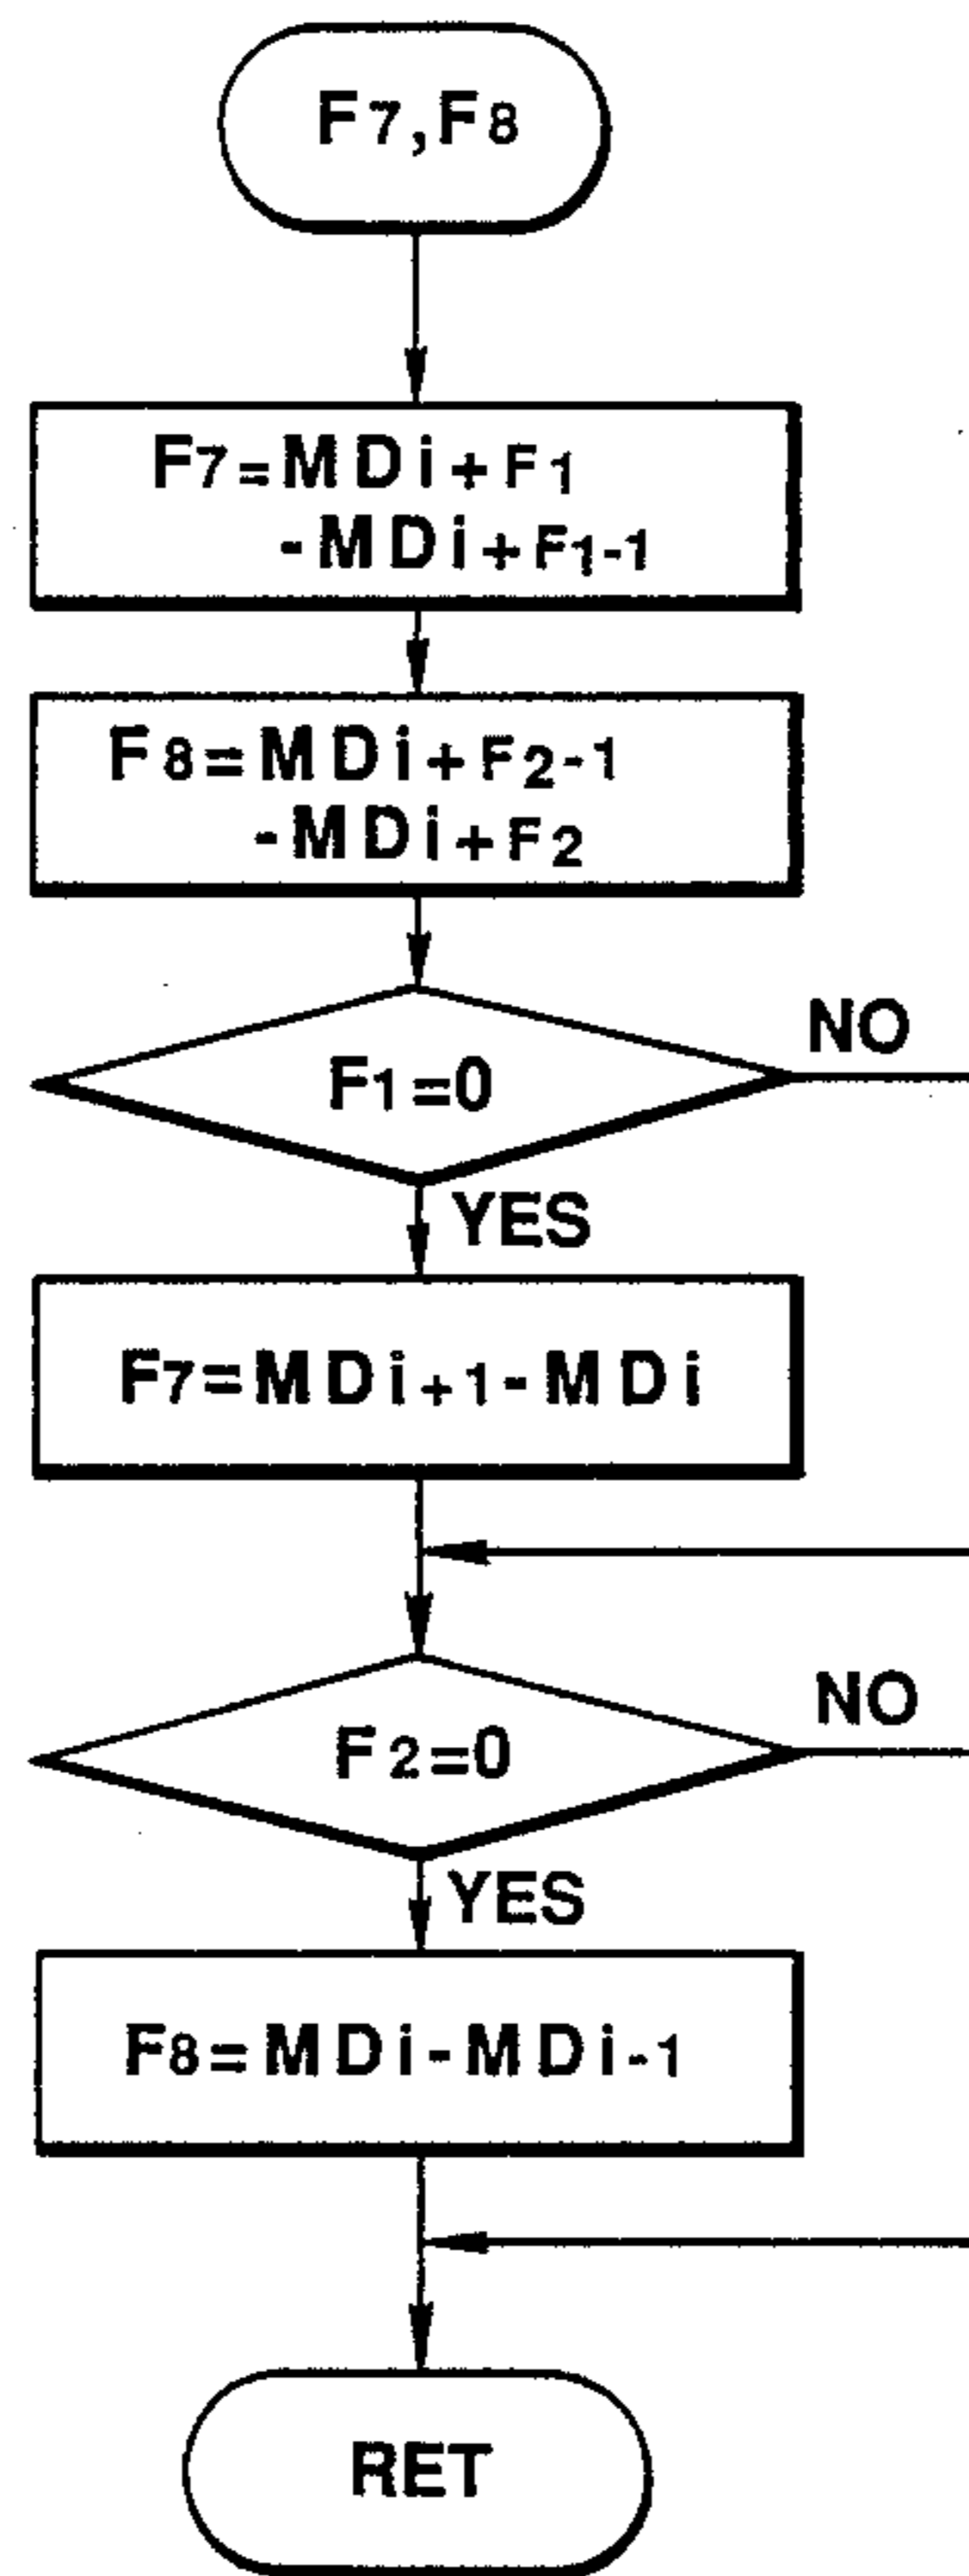 F7,F8
F7=MDi+F1
-MDi+F1-1
F8=MDi+F2-1
-MDi+F2
F1=0
NO
YES
F7=MDi+1-MDi
F2=0
NO
YES
F8=MDi-MDi-1
RET